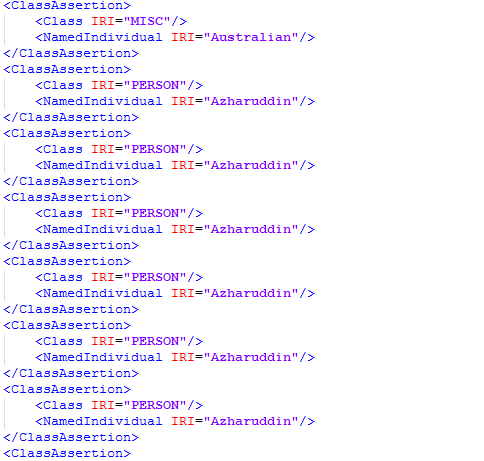 <ClassAssertion>
<Class IRI="MISC"/>
<NamedIndividual IRI="Australian"/>
</ClassAssertion>
<ClassAssertion>
<Class IRI="PERSON"/>
<NamedIndividual IRI="Azharuddin"/>
</ClassAssertion>
<ClassAssertion>
<Class IRI="PERSON"/>
<NamedIndividual IRI="Azharuddin"/>
</ClassAssertion>
<ClassAssertion>
<Class IRI="PERSON"/>
<NamedIndividual IRI="Azharuddin"/>
</ClassAssertion>
<ClassAssertion>
<Class IRI="PERSON"/>
<NamedIndividual IRI="Azharuddin"/>
</ClassAssertion>
<ClassAssertion>
<Class IRI="PERSON"/>
<NamedIndividual IRI="Azharuddin"/>
</ClassAssertion>
<ClassAssertion>
<Class IRI="PERSON"/>
<NamedIndividual IRI="Azharuddin"/>
</ClassAssertion>
<ClassAssertion>